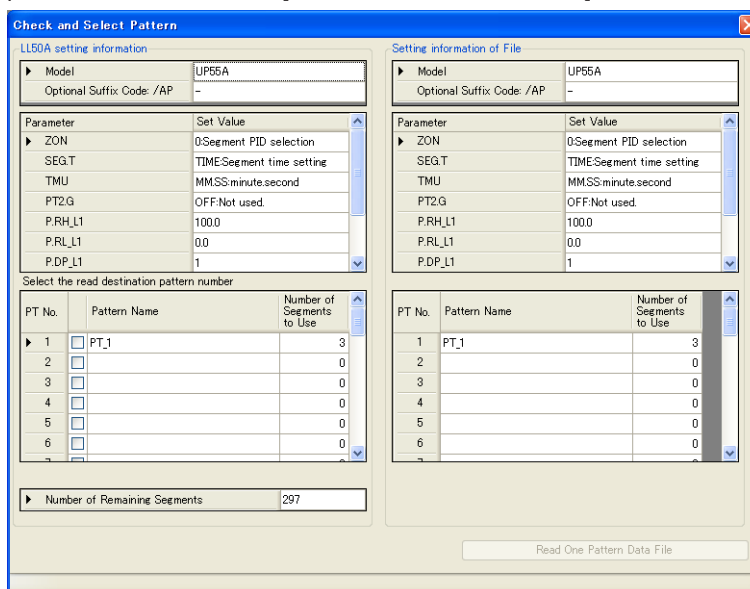 Check and Select Pattern
LL50A setting information
Model UP55A
Optional Suffix Code: /AP -
Parameter Set Value
ZON 0:Segment PID selection
SEG.T TIME:Segment time setting
TMU MM.SS:minute.second
PT2.G OFF:Not used.
P.RH_L1 100.0
P.RL_L1 0.0
P.DP_L1 1
Select the read destination pattern number
PT No. Pattern Name Number of Segments to Use
1 PT_1 3
2 0
3 0
4 0
5 0
6 0
Number of Remaining Segments 297
Setting information of File
Model UP55A
Optional Suffix Code: /AP -
Parameter Set Value
ZON 0:Segment PID selection
SEG.T TIME:Segment time setting
TMU MM.SS:minute.second
PT2.G OFF:Not used.
P.RH_L1 100.0
P.RL_L1 0.0
P.DP_L1 1
PT No. Pattern Name Number of Segments to Use
1 PT_1 3
2 0
3 0
4 0
5 0
6 0
Read One Pattern Data File